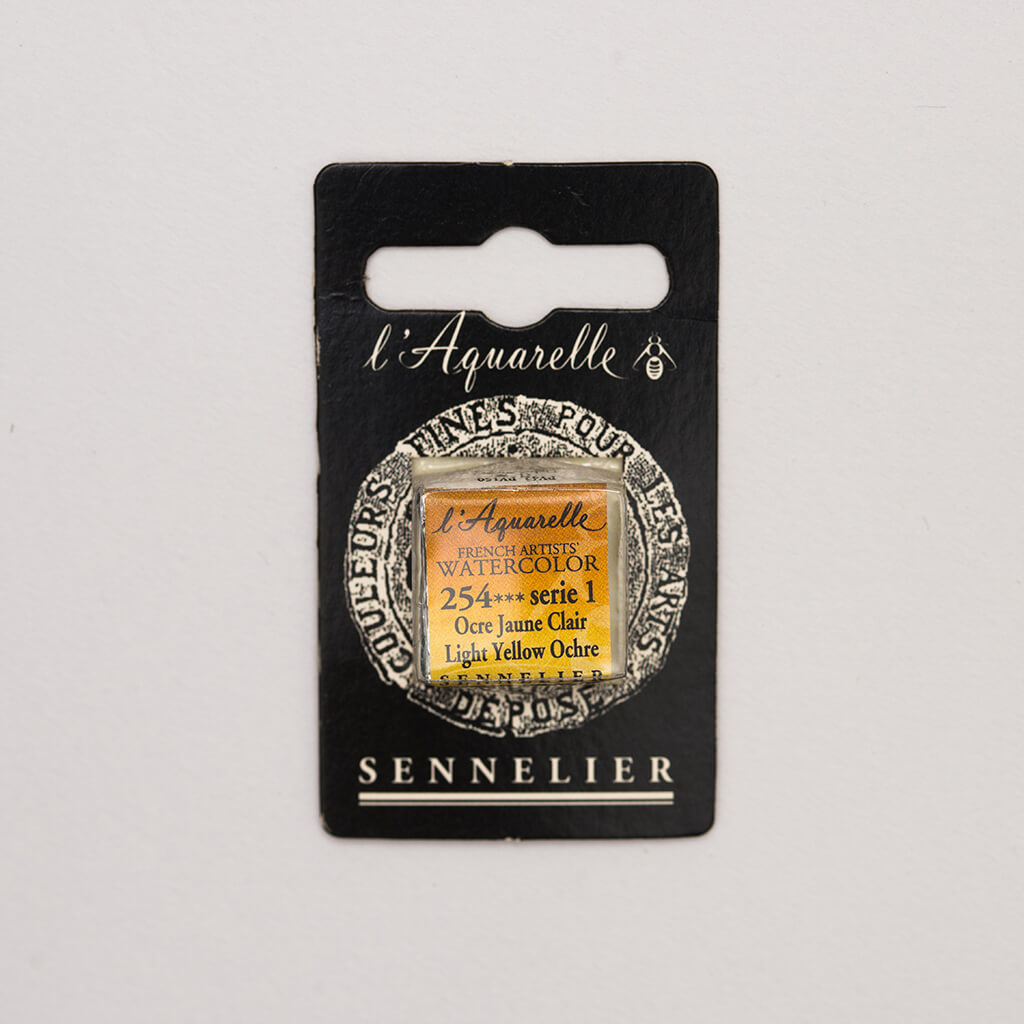 l'Aquarelle
COULEURS FINES POUR LES ARTS
DÉPOSÉ
l'Aquarelle
FRENCH ARTISTS'
WATERCOLOR
254*** serie 1
Ocre Jaune Clair
Light Yellow Ochre
SENNELIER
SENNELIER